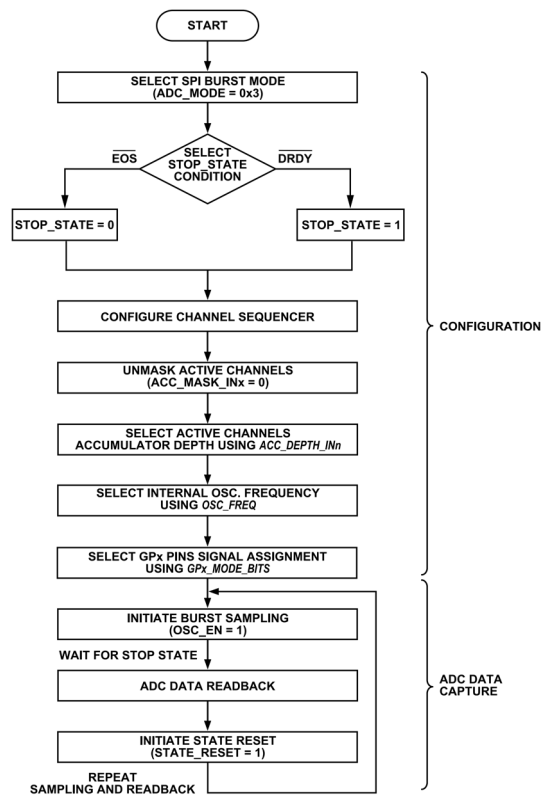 START
SELECT SPI BURST MODE
(ADC_MODE = 0x3)
EOS
SELECT
STOP_STATE
CONDITION
DRDY
STOP_STATE = 0
STOP_STATE = 1
CONFIGURE CHANNEL SEQUENCER
UNMASK ACTIVE CHANNELS
(ACC_MASK_INx = 0)
SELECT ACTIVE CHANNELS
ACCUMULATOR DEPTH USING ACC_DEPTH_INn
SELECT INTERNAL OSC. FREQUENCY
USING OSC_FREQ
SELECT GPx PINS SIGNAL ASSIGNMENT
USING GPx_MODE_BITS
CONFIGURATION
INITIATE BURST SAMPLING
(OSC_EN = 1)
WAIT FOR STOP STATE
ADC DATA READBACK
INITIATE STATE RESET
(STATE_RESET = 1)
REPEAT
SAMPLING AND READBACK
ADC DATA
CAPTURE